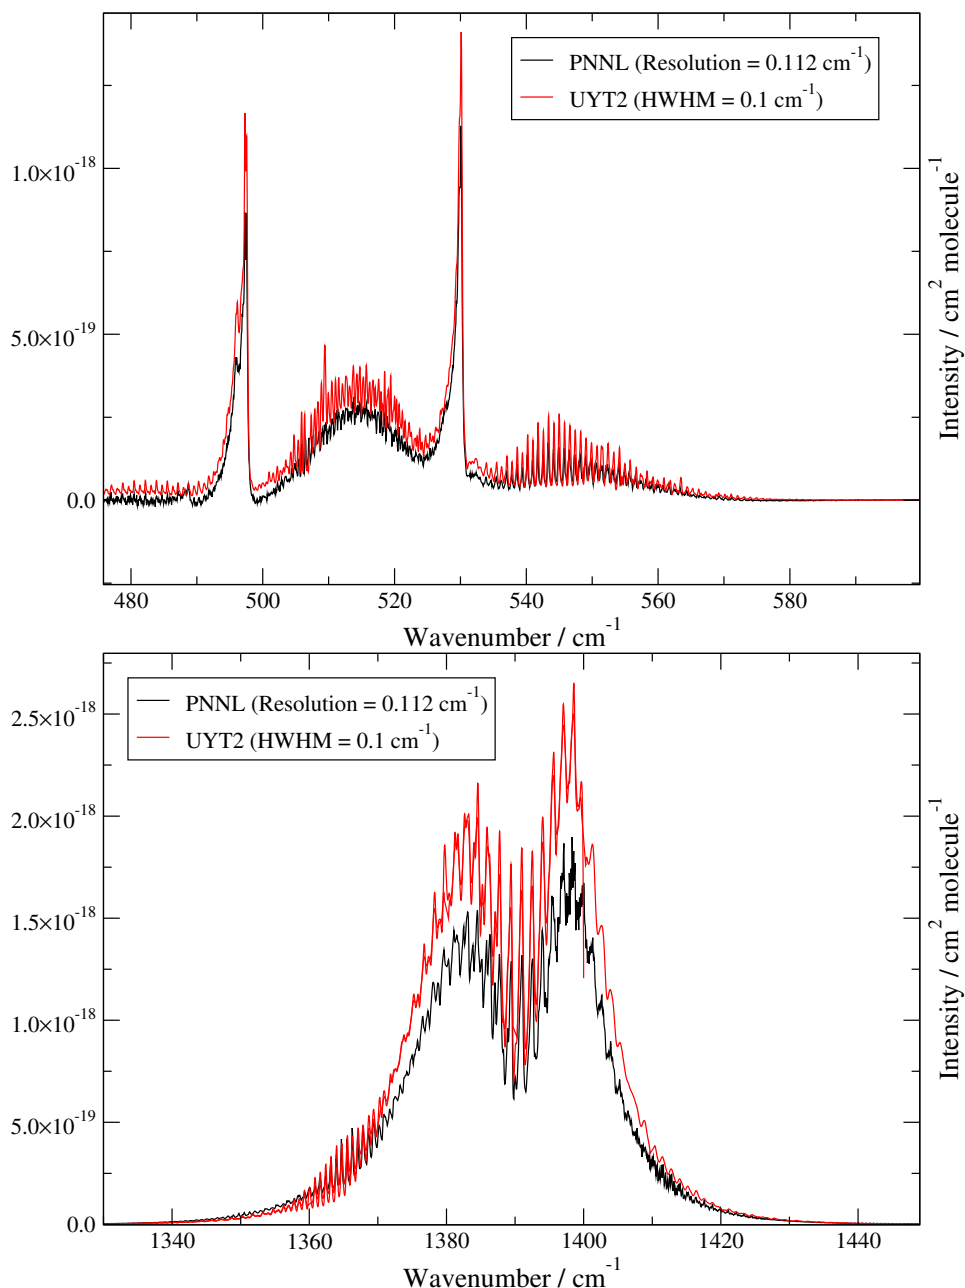 PNNL (Resolution = 0.112 cm⁻¹)
UYT2 (HWHM = 0.1 cm⁻¹)
1.0×10⁻¹⁸
5.0×10⁻¹⁹
0.0
Intensity / cm² molecule⁻¹
480 500 520 540 560 580
Wavenumber / cm⁻¹
PNNL (Resolution = 0.112 cm⁻¹)
UYT2 (HWHM = 0.1 cm⁻¹)
2.5×10⁻¹⁸
2.0×10⁻¹⁸
1.5×10⁻¹⁸
1.0×10⁻¹⁸
5.0×10⁻¹⁹
0.0
Intensity / cm² molecule⁻¹
1340 1360 1380 1400 1420 1440
Wavenumber / cm⁻¹